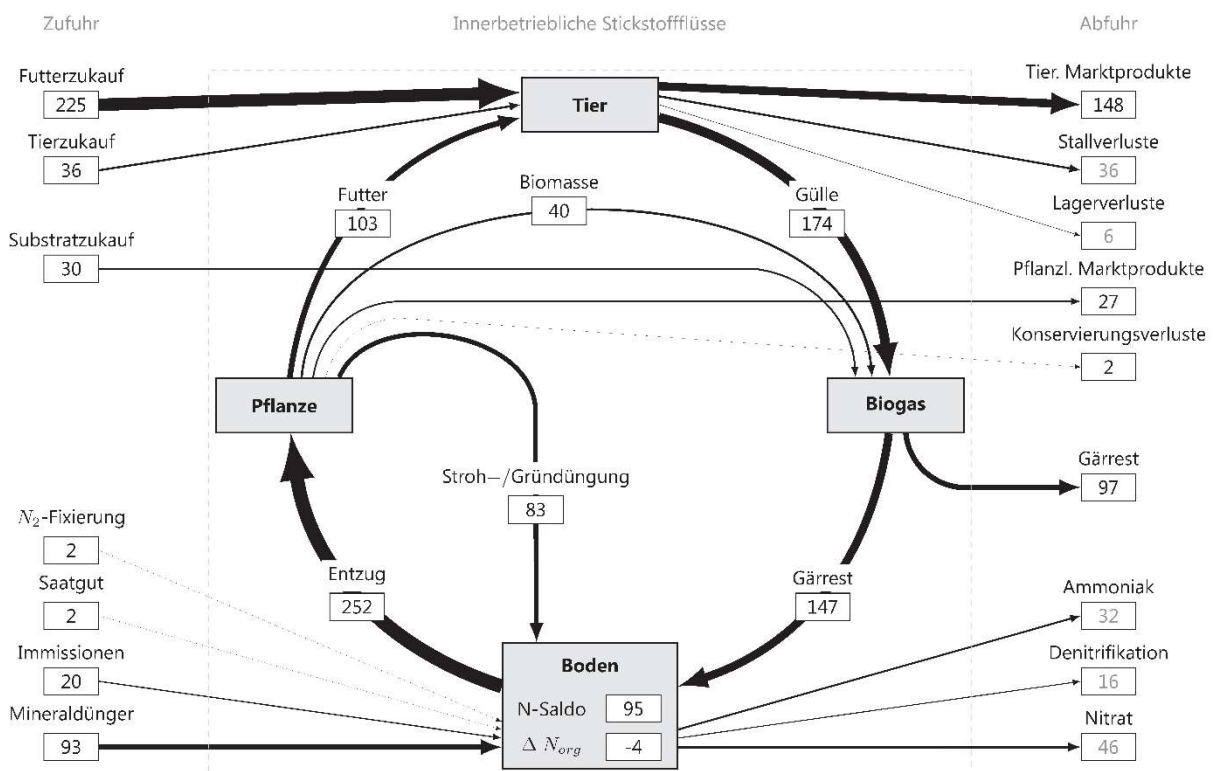 Zufuhr
Innerbetriebliche Stickstoffflüsse
Abfuhr
Futterzukauf
225
Tierzukauf
36
Substratzukauf
30
N2-Fixierung
2
Saatgut
2
Immissionen
20
Mineraldünger
93
Tier
Futter
103
Biomasse
40
Gülle
174
Pflanze
Biogas
Stroh–/Gründüngung
83
Entzug
252
Gärrest
147
Boden
N-Saldo 95
Δ Norg -4
Tier. Marktprodukte
148
Stallverluste
36
Lagerverluste
6
Pflanzl. Marktprodukte
27
Konservierungsverluste
2
Gärrest
97
Ammoniak
32
Denitrifikation
16
Nitrat
46